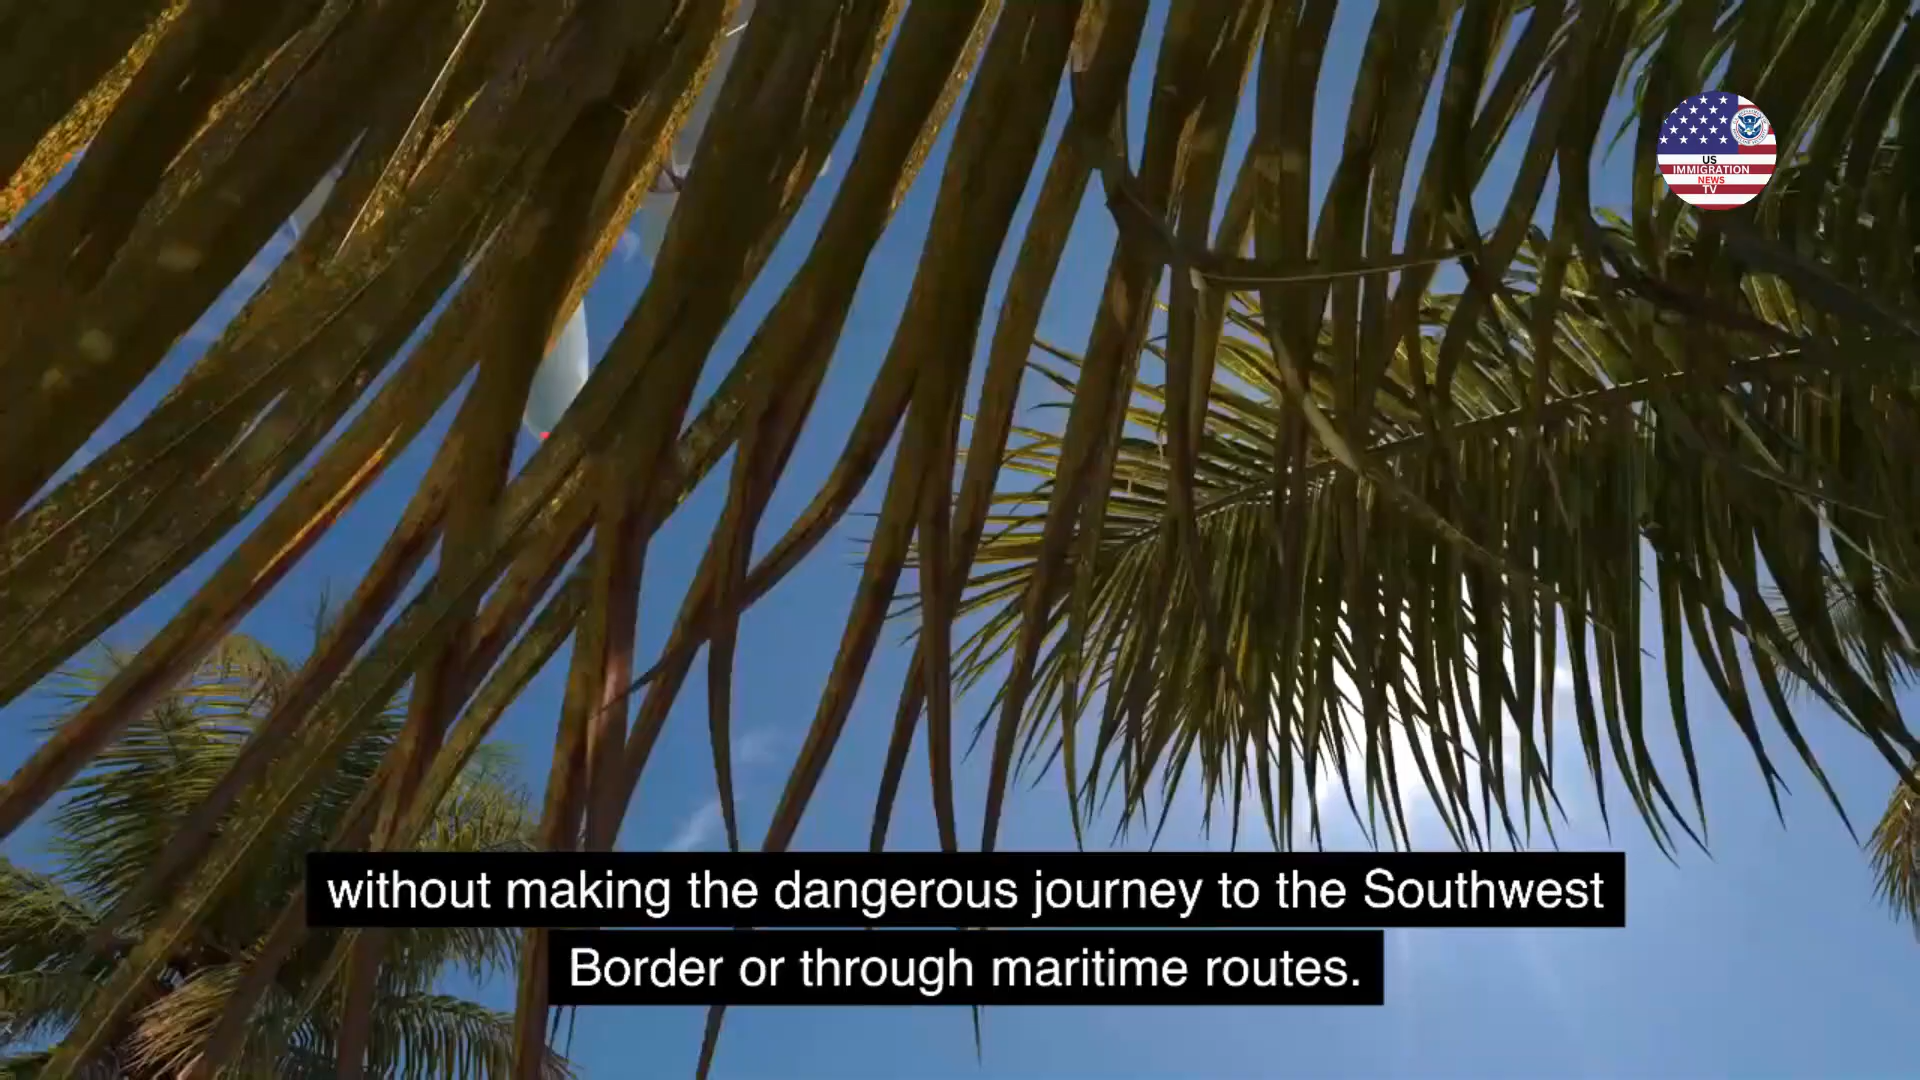 US
IMMIGRATION
NEWS
TV
without making the dangerous journey to the Southwest
Border or through maritime routes.